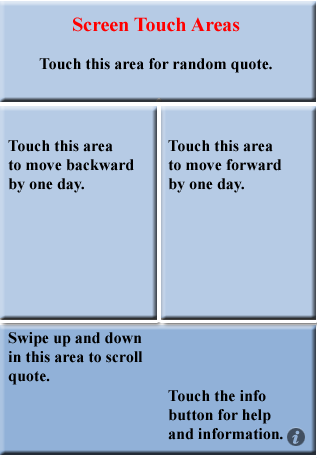 Screen Touch Areas
Touch this area for random quote.
Touch this area
to move backward
by one day.
Touch this area
to move forward
by one day.
Swipe up and down
in this area to scroll
quote.
Touch the info
button for help
and information.
i